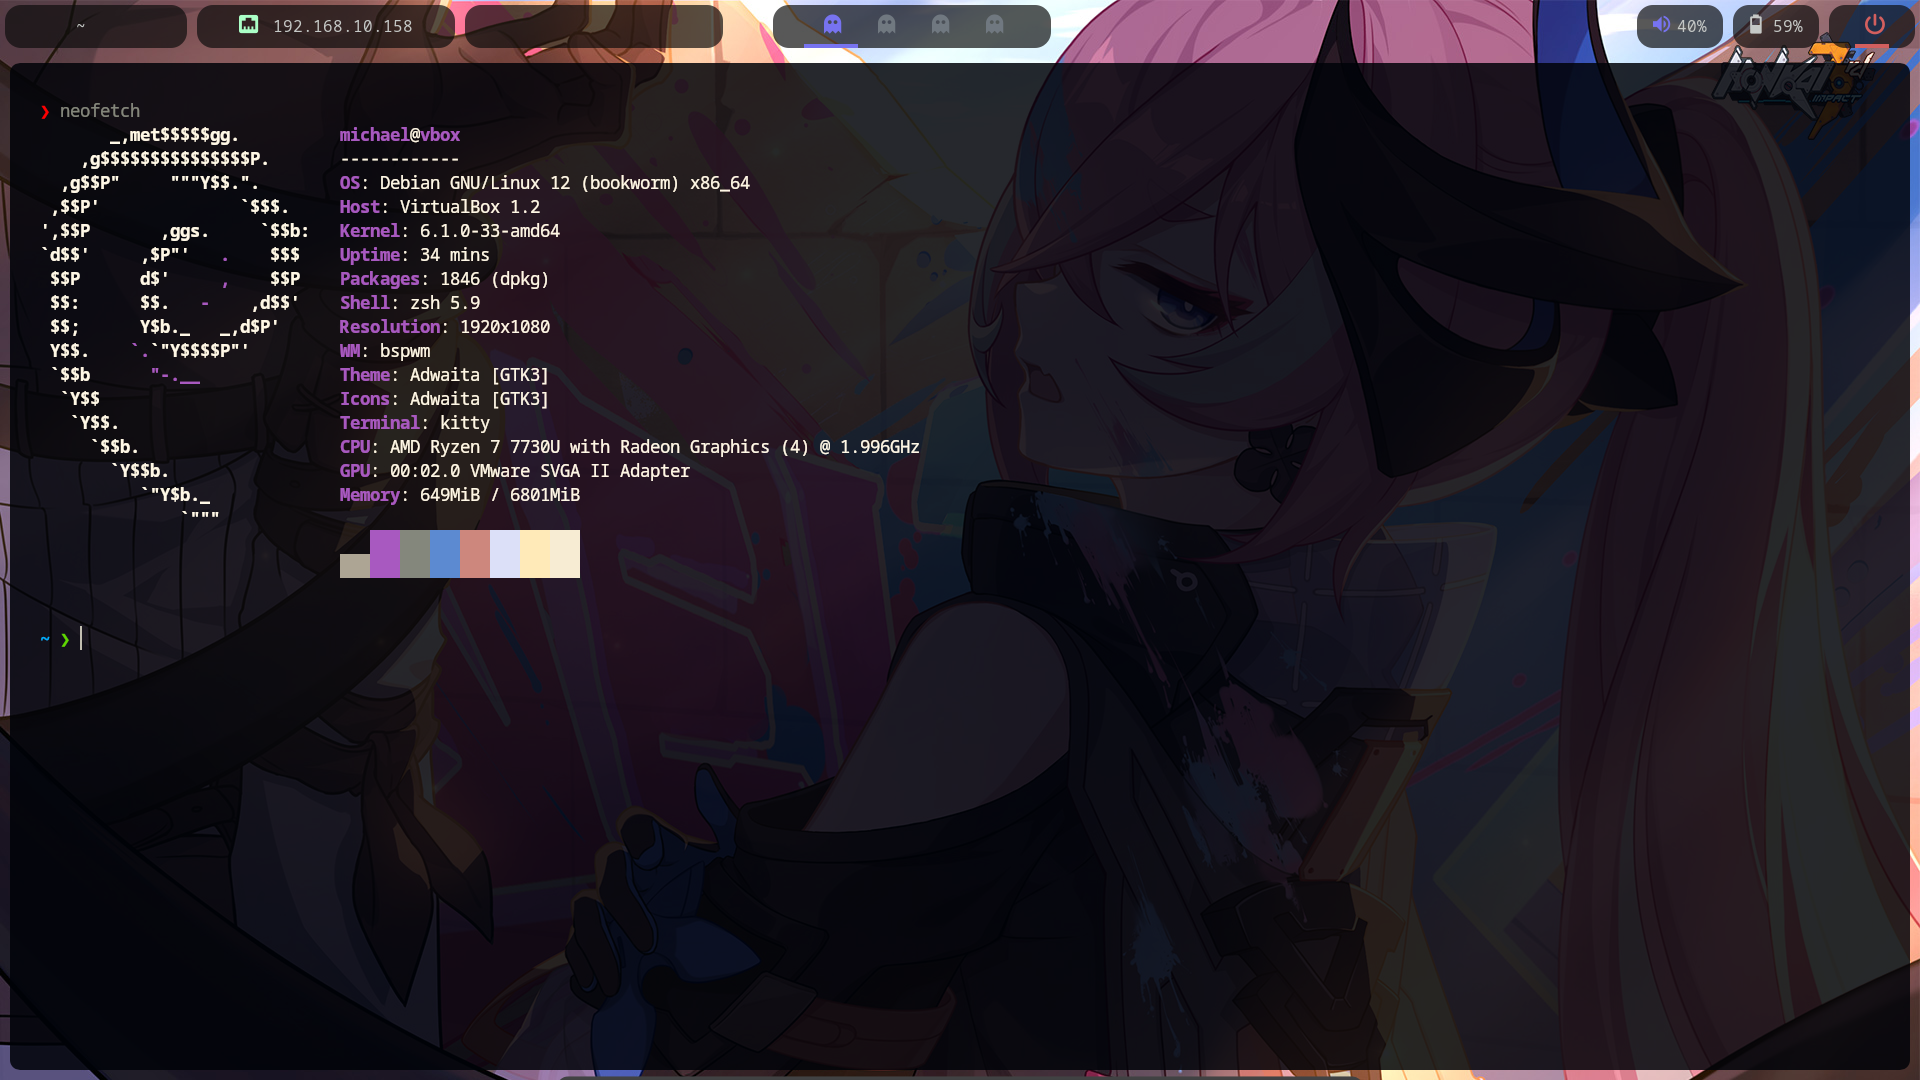 ~
192.168.10.158
40%
59%
HONKAI
IMPACT
❯ neofetch
_,met$$$$$gg.
,g$$$$$$$$$$$$$$$P.
,g$$P" """Y$$.".
,$$P' `$$$.
',$$P ,ggs. `$$b:
`d$$' ,$P"' . $$$
$$P d$' , $$P
$$: $$. - ,d$$'
$$; Y$b._ _,d$P'
Y$$. `.`"Y$$$$P"'
`$$b "-.__
`Y$$
`Y$$.
`$$b.
`Y$$b.
`"Y$b._
`"""
michael@vbox
------------
OS: Debian GNU/Linux 12 (bookworm) x86_64
Host: VirtualBox 1.2
Kernel: 6.1.0-33-amd64
Uptime: 34 mins
Packages: 1846 (dpkg)
Shell: zsh 5.9
Resolution: 1920x1080
WM: bspwm
Theme: Adwaita [GTK3]
Icons: Adwaita [GTK3]
Terminal: kitty
CPU: AMD Ryzen 7 7730U with Radeon Graphics (4) @ 1.996GHz
GPU: 00:02.0 VMware SVGA II Adapter
Memory: 649MiB / 6801MiB
~ ❯